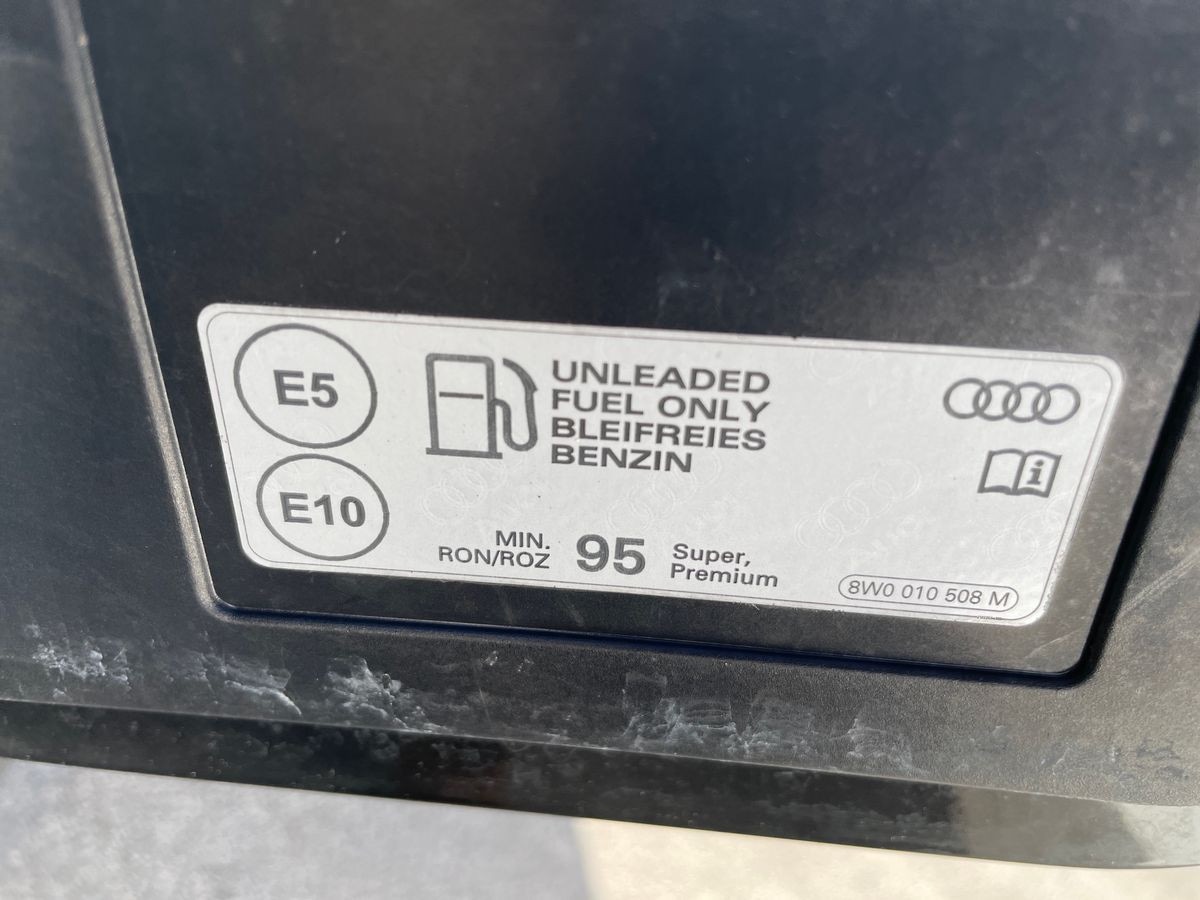 E5
E10
UNLEADED
FUEL ONLY
BLEIFREIES
BENZIN
MIN.
RON/ROZ
95
Super,
Premium
8W0 010 508 M